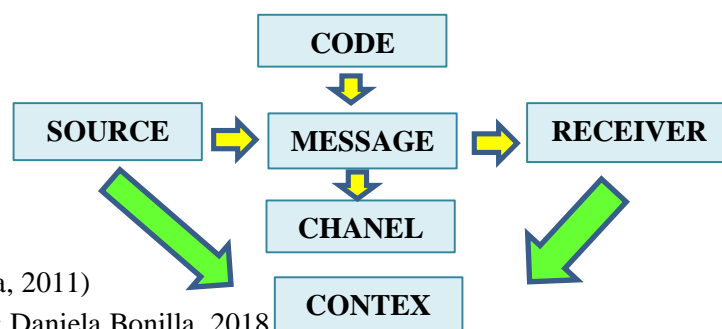 CODE
SOURCE
MESSAGE
RECEIVER
CHANEL
2011)
CONTEX
Daniela Bonilla, 2018